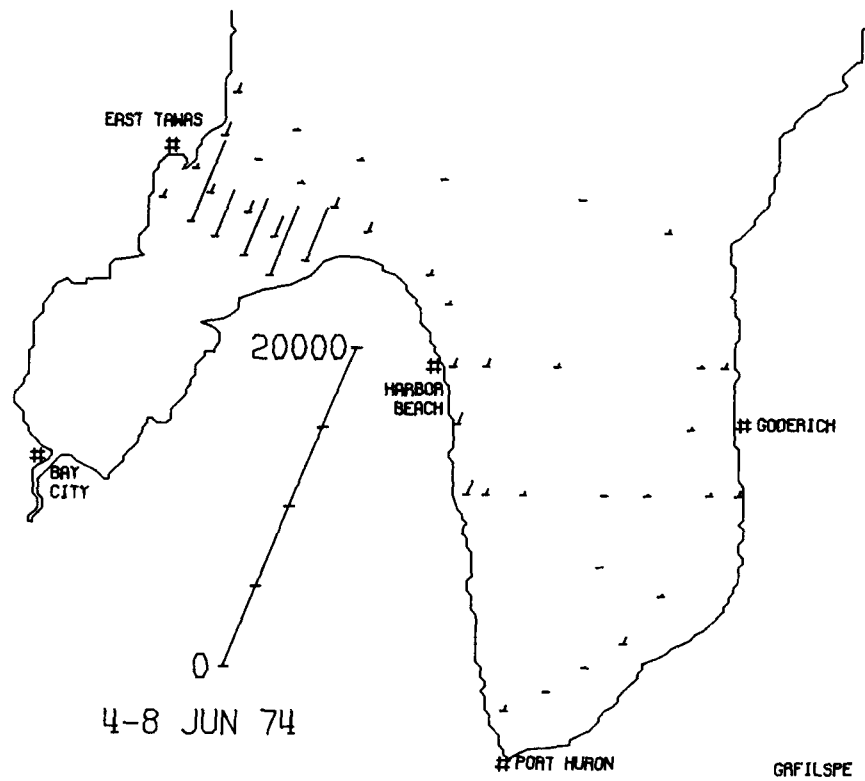 EAST TAWAS
20000
HARBOR
BEACH
GODERICH
BAY
CITY
0
4-8 JUN 74
PORT HURON
GRFILSPE